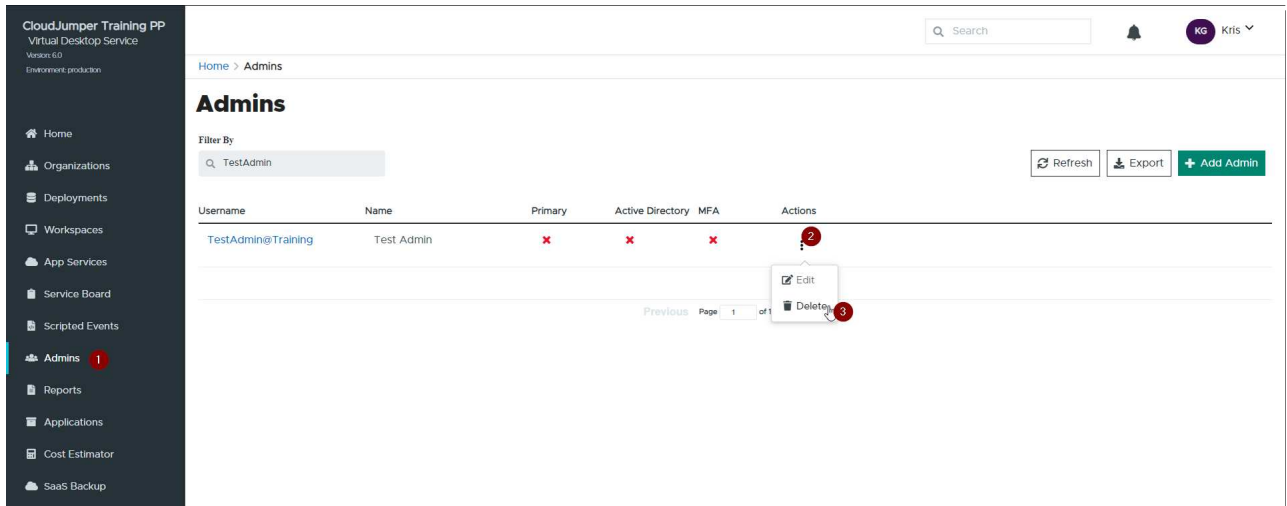 CloudJumper Training PP
Virtual Desktop Service
Version: 6.0
Environment: production
Home
Organizations
Deployments
Workspaces
App Services
Service Board
Scripted Events
Admins 1
Reports
Applications
Cost Estimator
SaaS Backup
Search
KG Kris
Home > Admins
Admins
Filter By
TestAdmin
Refresh Export + Add Admin
Username Name Primary Active Directory MFA Actions
TestAdmin@Training Test Admin 2
Edit
Delete 3
Previous Page 1 of 1